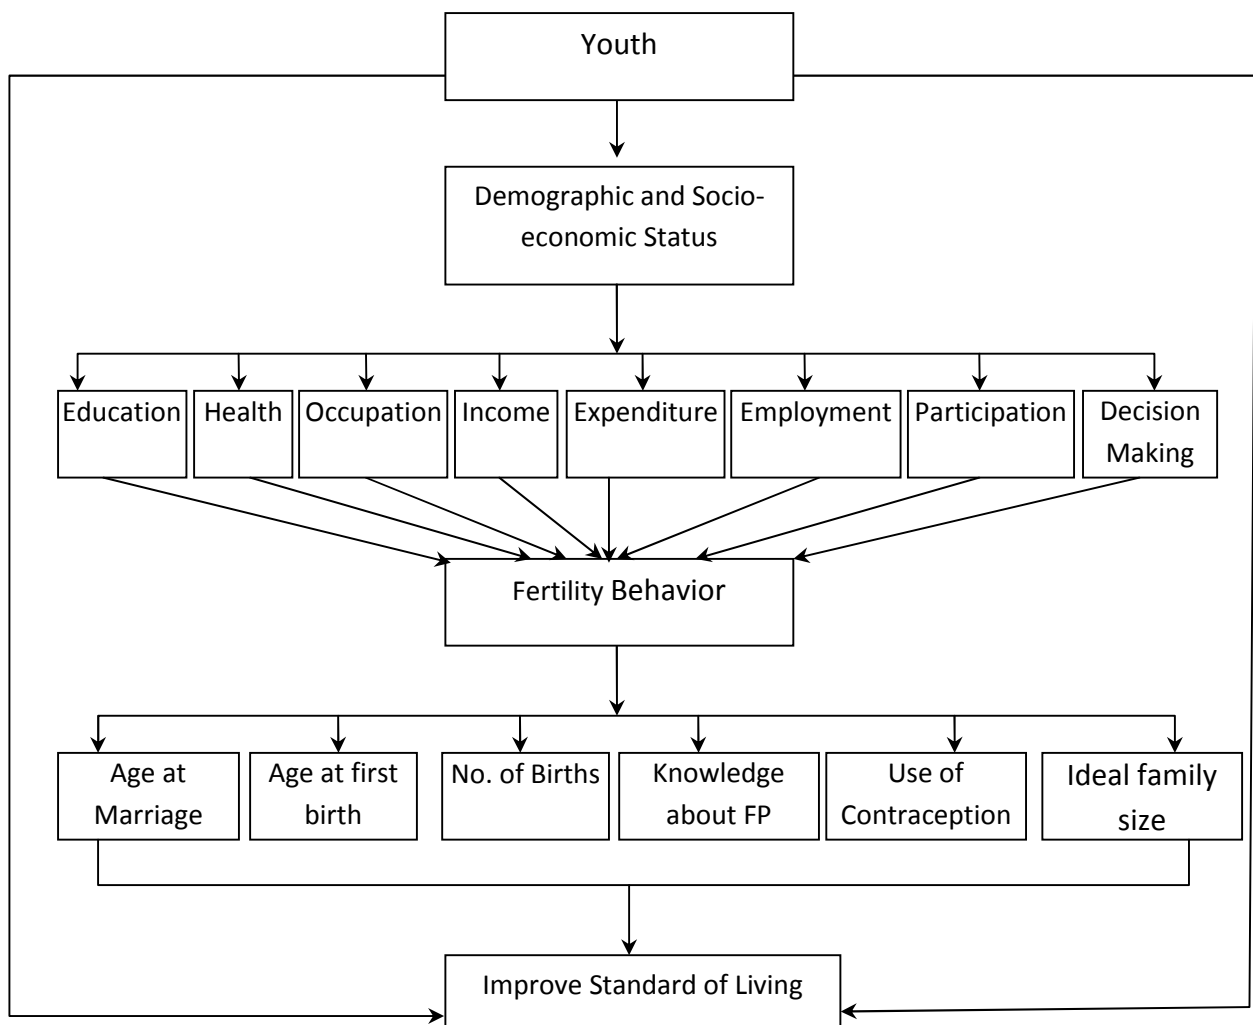 Youth
Demographic and Socio-
economic Status
Education
Health
Occupation
Income
Expenditure
Employment
Participation
Decision
Making
Fertility Behavior
Age at
Marriage
Age at first
birth
No. of Births
Knowledge
about FP
Use of
Contraception
Ideal family
size
Improve Standard of Living